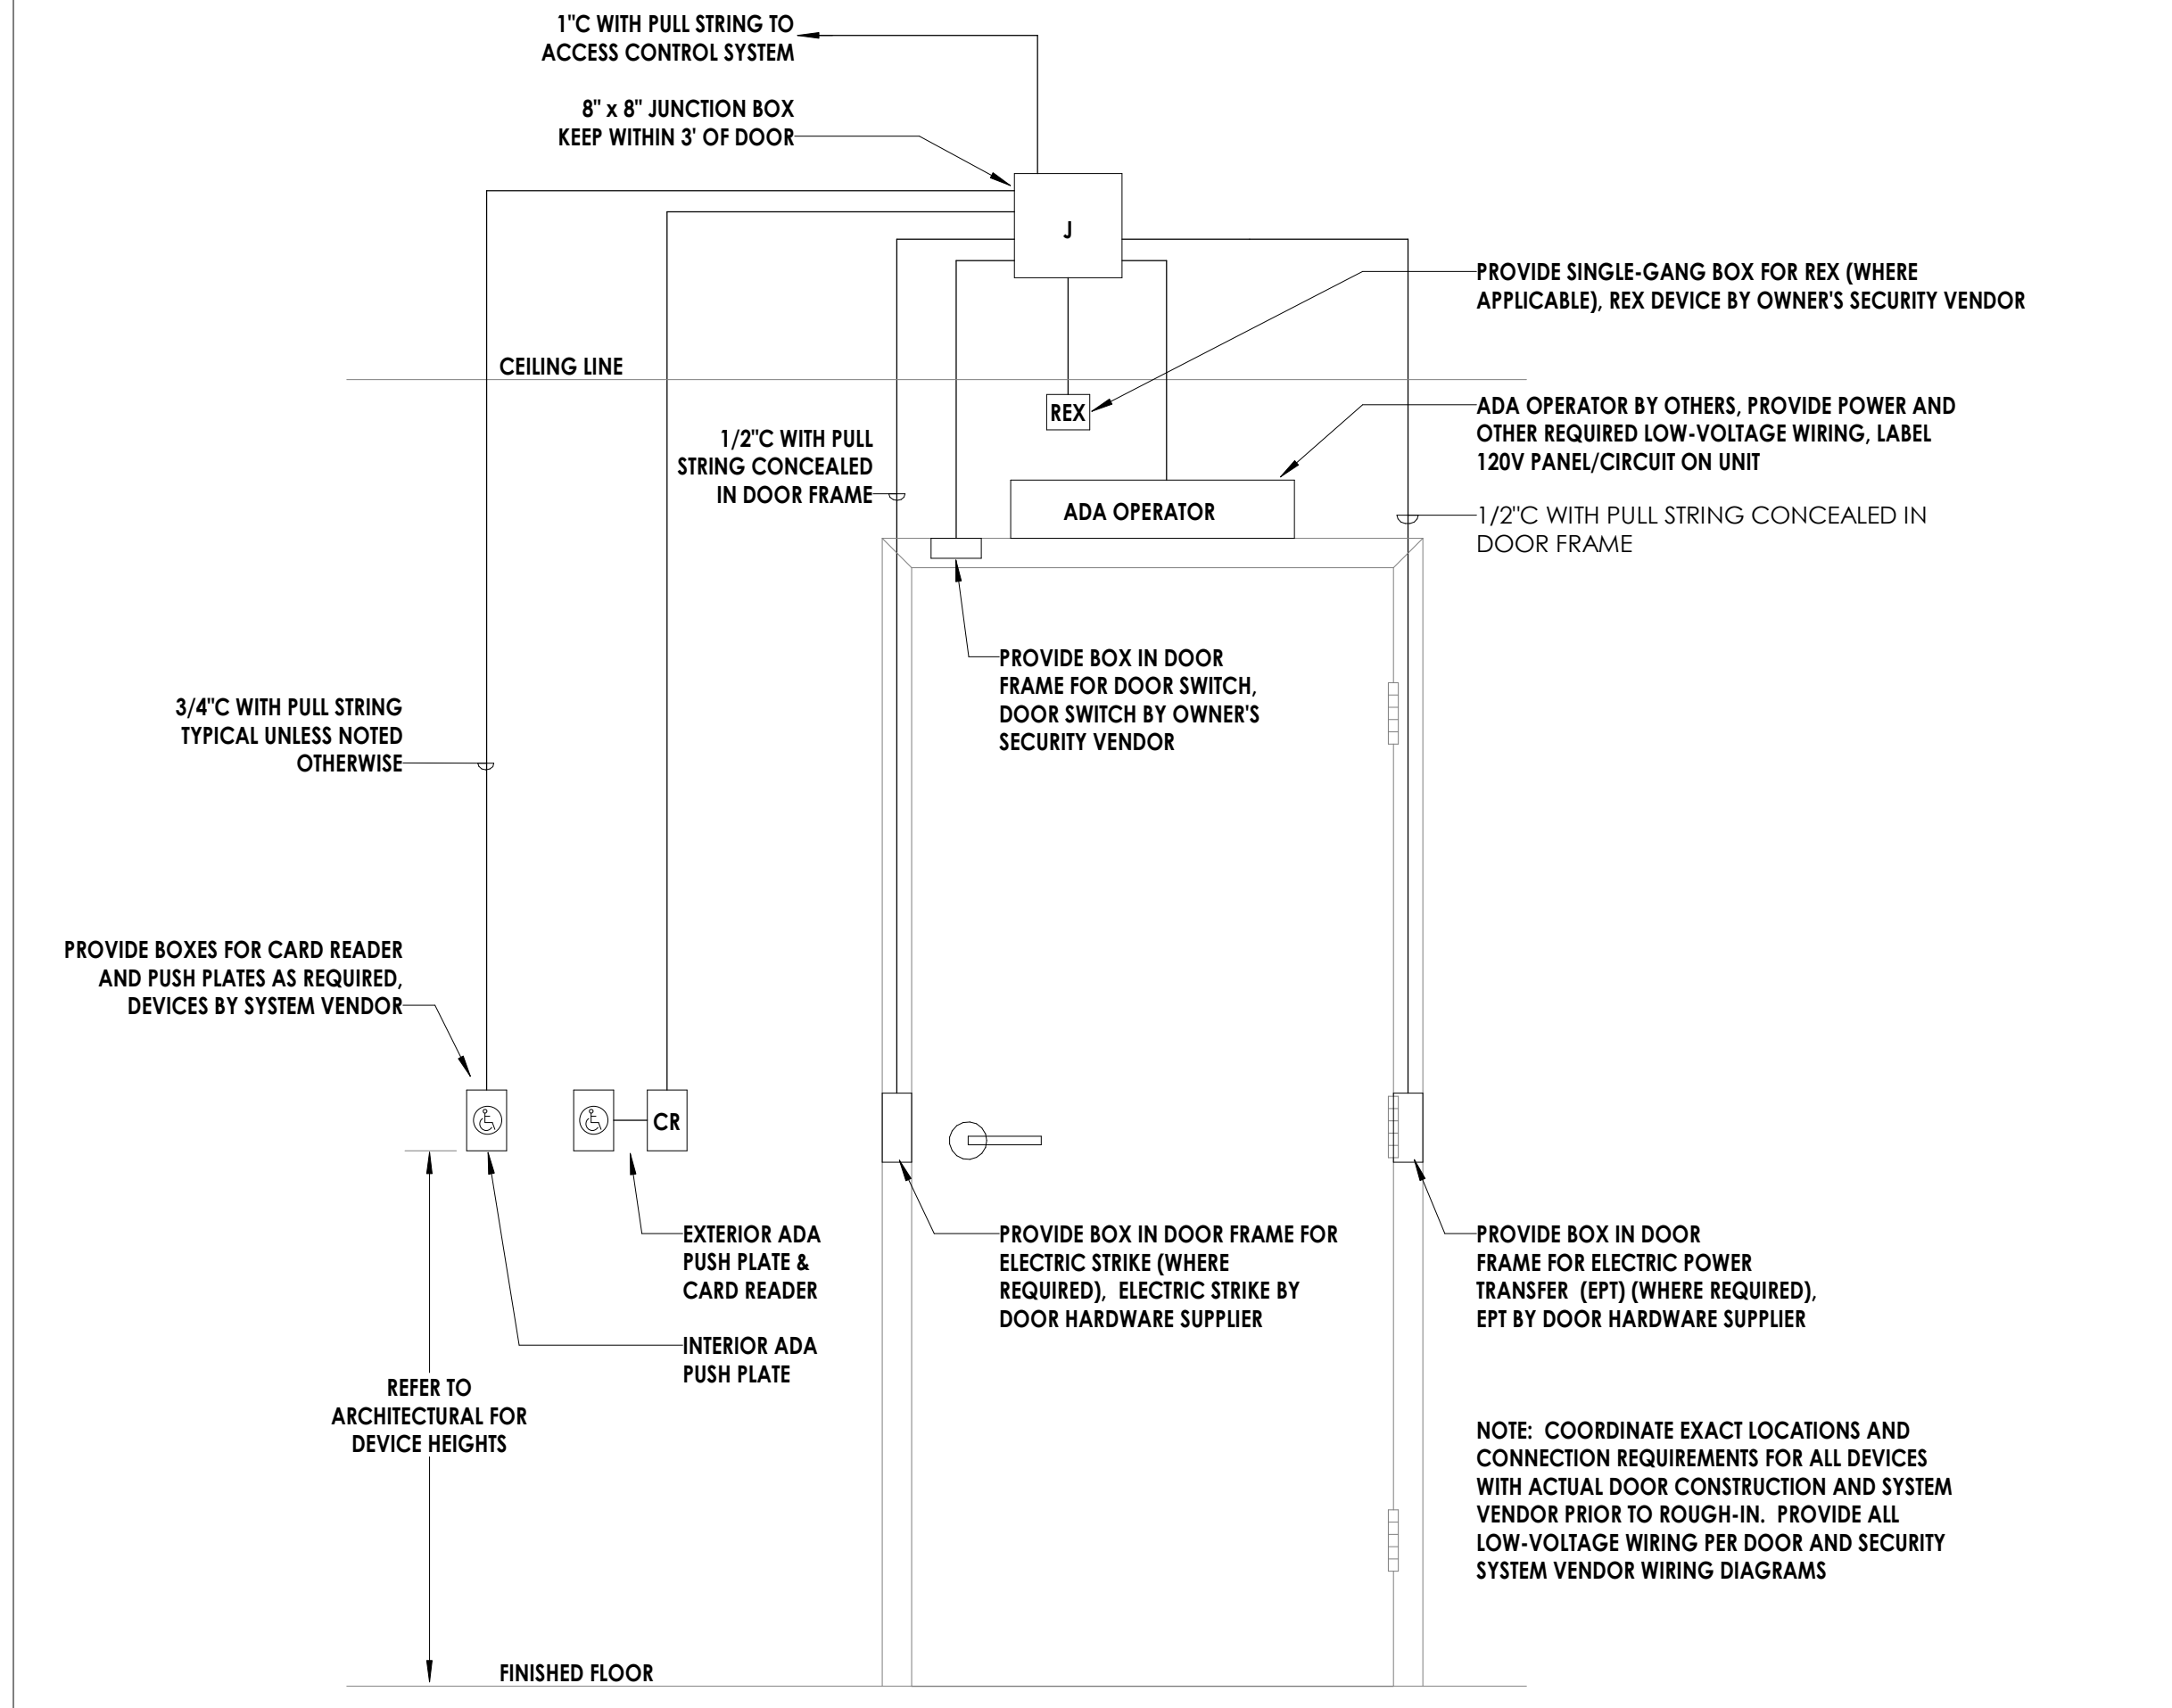 1"C WITH PULL STRING TO
ACCESS CONTROL SYSTEM
8" x 8" JUNCTION BOX
KEEP WITHIN 3' OF DOOR
J
PROVIDE SINGLE-GANG BOX FOR REX (WHERE
APPLICABLE), REX DEVICE BY OWNER'S SECURITY VENDOR
CEILING LINE
REX
ADA OPERATOR BY OTHERS, PROVIDE POWER AND
OTHER REQUIRED LOW-VOLTAGE WIRING, LABEL
120V PANEL/CIRCUIT ON UNIT
1/2"C WITH PULL
STRING CONCEALED
IN DOOR FRAME
ADA OPERATOR
1/2"C WITH PULL STRING CONCEALED IN
DOOR FRAME
PROVIDE BOX IN DOOR
FRAME FOR DOOR SWITCH,
DOOR SWITCH BY OWNER'S
SECURITY VENDOR
3/4"C WITH PULL STRING
TYPICAL UNLESS NOTED
OTHERWISE
PROVIDE BOXES FOR CARD READER
AND PUSH PLATES AS REQUIRED,
DEVICES BY SYSTEM VENDOR
CR
EXTERIOR ADA
PUSH PLATE &
CARD READER
PROVIDE BOX IN DOOR FRAME FOR
ELECTRIC STRIKE (WHERE
REQUIRED), ELECTRIC STRIKE BY
DOOR HARDWARE SUPPLIER
PROVIDE BOX IN DOOR
FRAME FOR ELECTRIC POWER
TRANSFER (EPT) (WHERE REQUIRED),
EPT BY DOOR HARDWARE SUPPLIER
INTERIOR ADA
PUSH PLATE
REFER TO
ARCHITECTURAL FOR
DEVICE HEIGHTS
NOTE: COORDINATE EXACT LOCATIONS AND
CONNECTION REQUIREMENTS FOR ALL DEVICES
WITH ACTUAL DOOR CONSTRUCTION AND SYSTEM
VENDOR PRIOR TO ROUGH-IN. PROVIDE ALL
LOW-VOLTAGE WIRING PER DOOR AND SECURITY
SYSTEM VENDOR WIRING DIAGRAMS
FINISHED FLOOR